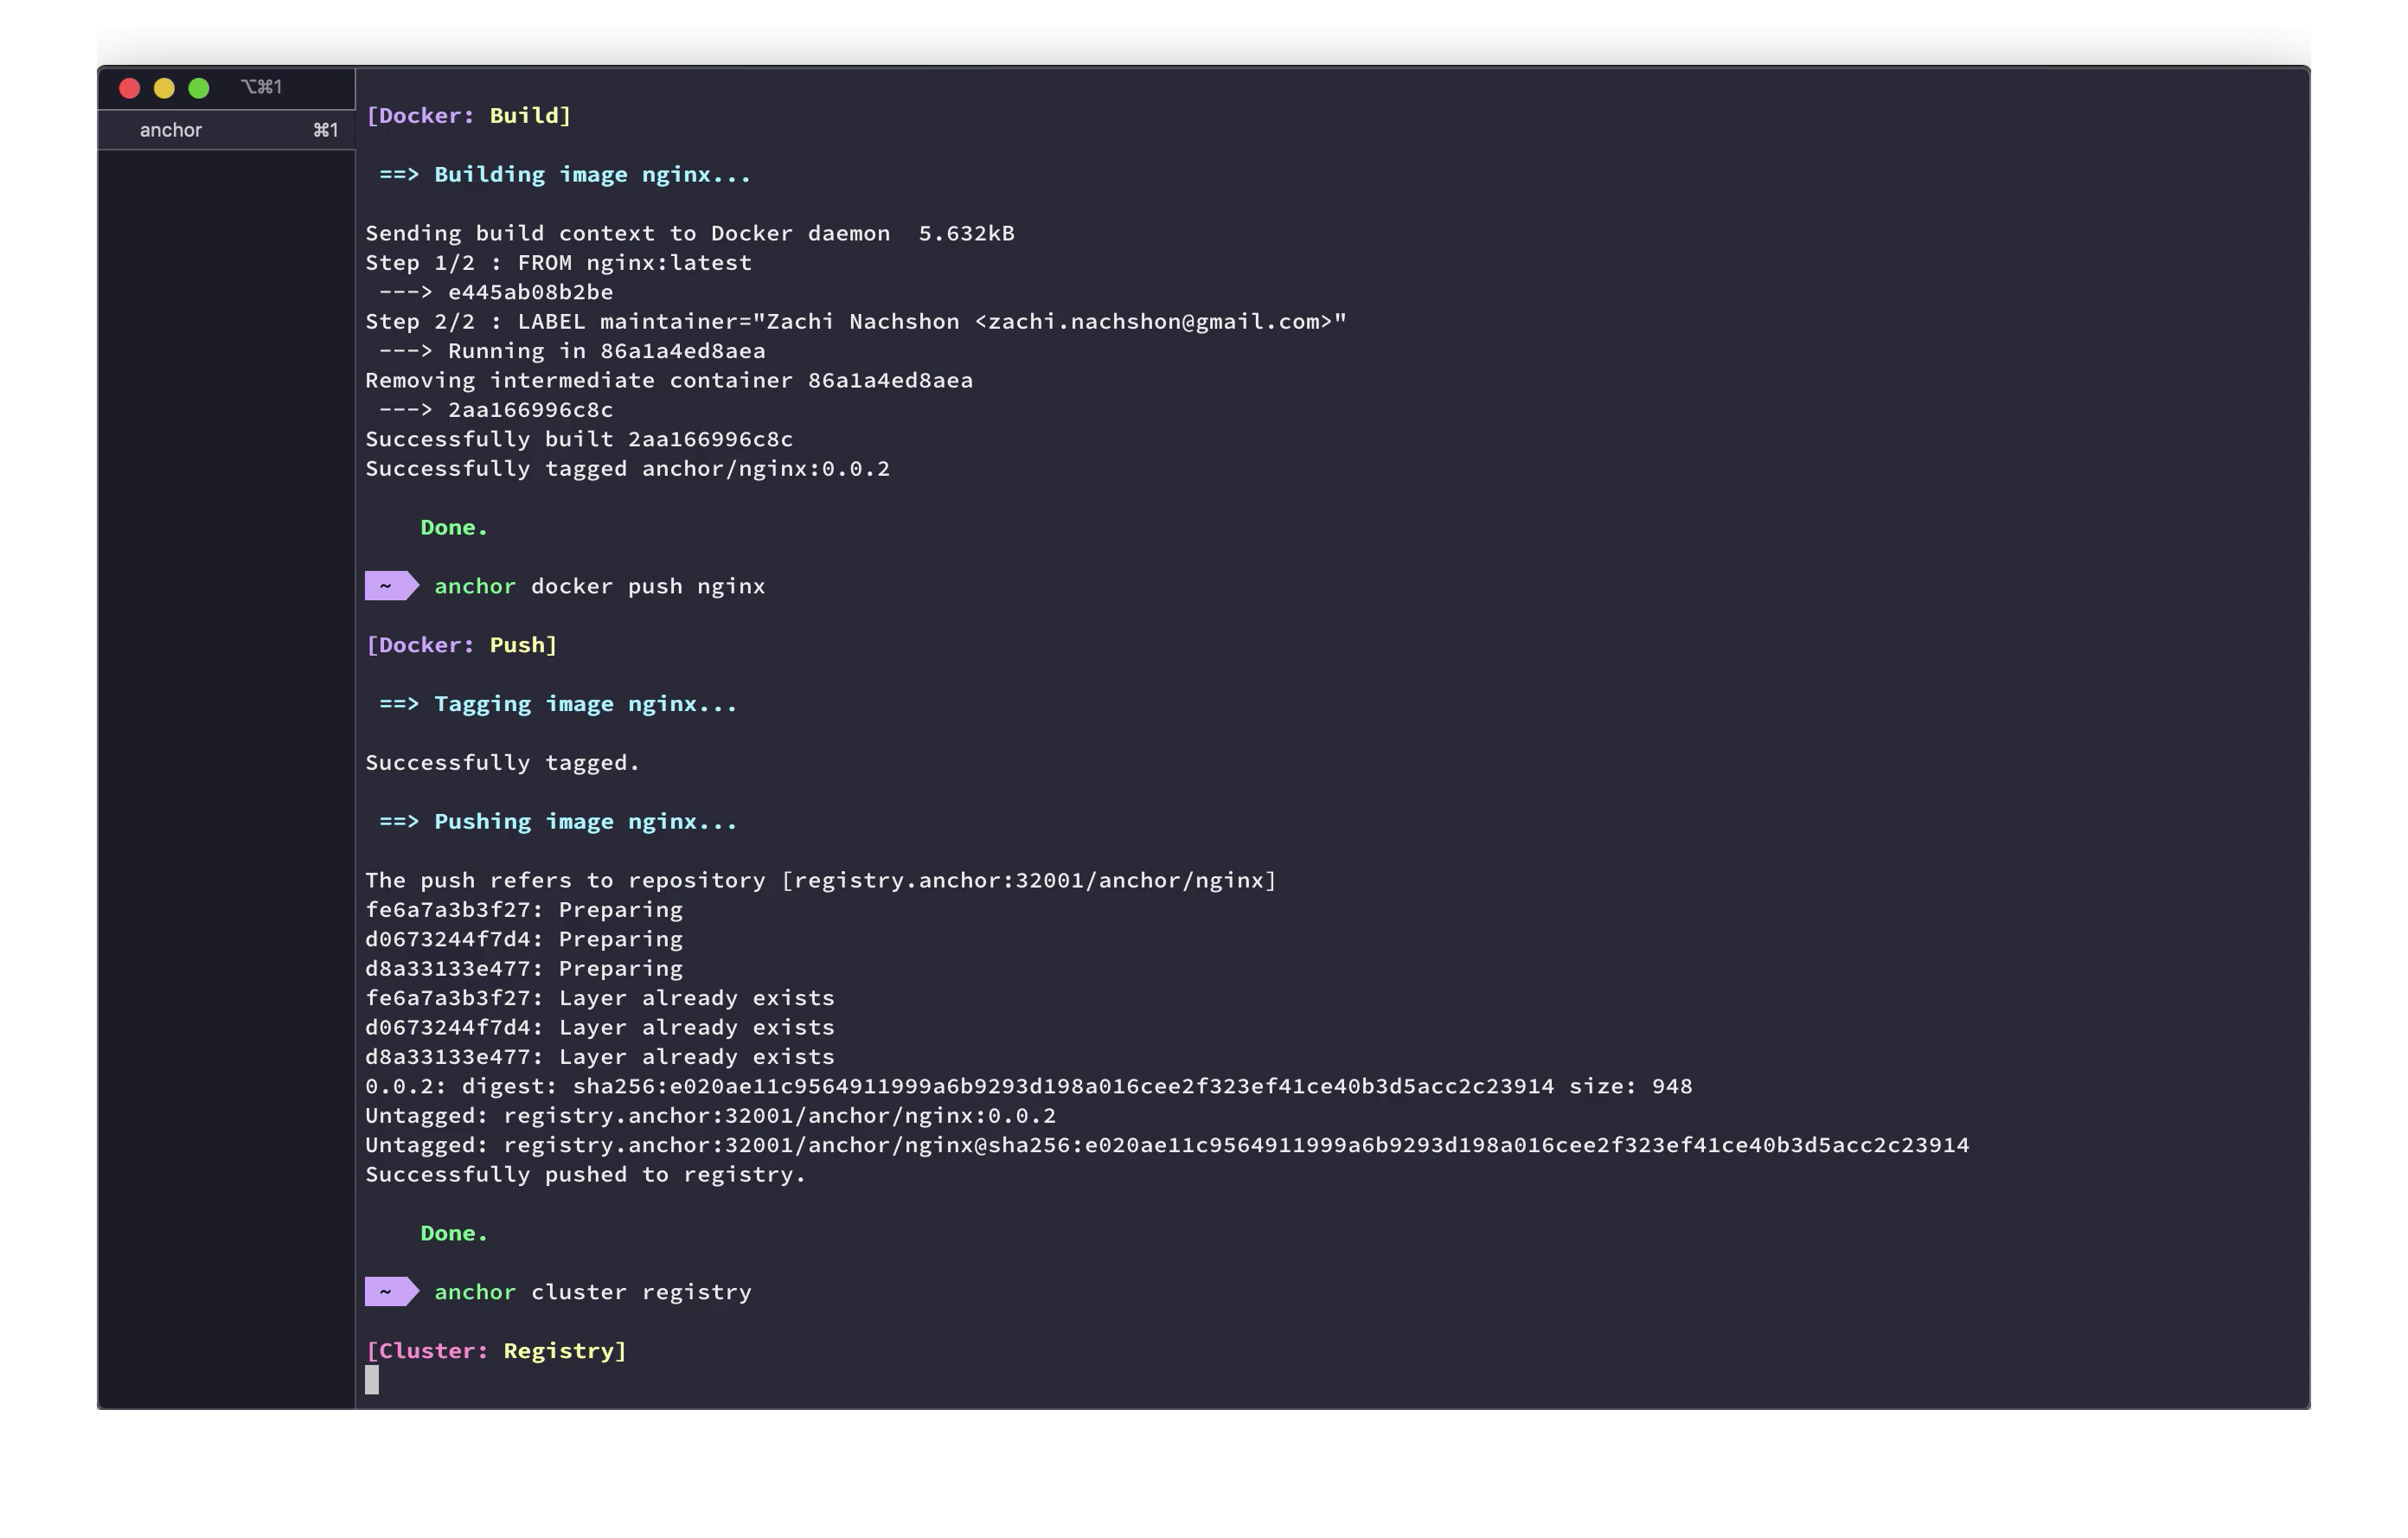 ⌥⌘1
anchor ⌘1
[Docker: Build]
==> Building image nginx...
Sending build context to Docker daemon  5.632kB
Step 1/2 : FROM nginx:latest
---> e445ab08b2be
Step 2/2 : LABEL maintainer="Zachi Nachshon <zachi.nachshon@gmail.com>"
---> Running in 86a1a4ed8aea
Removing intermediate container 86a1a4ed8aea
---> 2aa166996c8c
Successfully built 2aa166996c8c
Successfully tagged anchor/nginx:0.0.2
Done.
~ anchor docker push nginx
[Docker: Push]
==> Tagging image nginx...
Successfully tagged.
==> Pushing image nginx...
The push refers to repository [registry.anchor:32001/anchor/nginx]
fe6a7a3b3f27: Preparing
d0673244f7d4: Preparing
d8a33133e477: Preparing
fe6a7a3b3f27: Layer already exists
d0673244f7d4: Layer already exists
d8a33133e477: Layer already exists
0.0.2: digest: sha256:e020ae11c9564911999a6b9293d198a016cee2f323ef41ce40b3d5acc2c23914 size: 948
Untagged: registry.anchor:32001/anchor/nginx:0.0.2
Untagged: registry.anchor:32001/anchor/nginx@sha256:e020ae11c9564911999a6b9293d198a016cee2f323ef41ce40b3d5acc2c23914
Successfully pushed to registry.
Done.
~ anchor cluster registry
[Cluster: Registry]